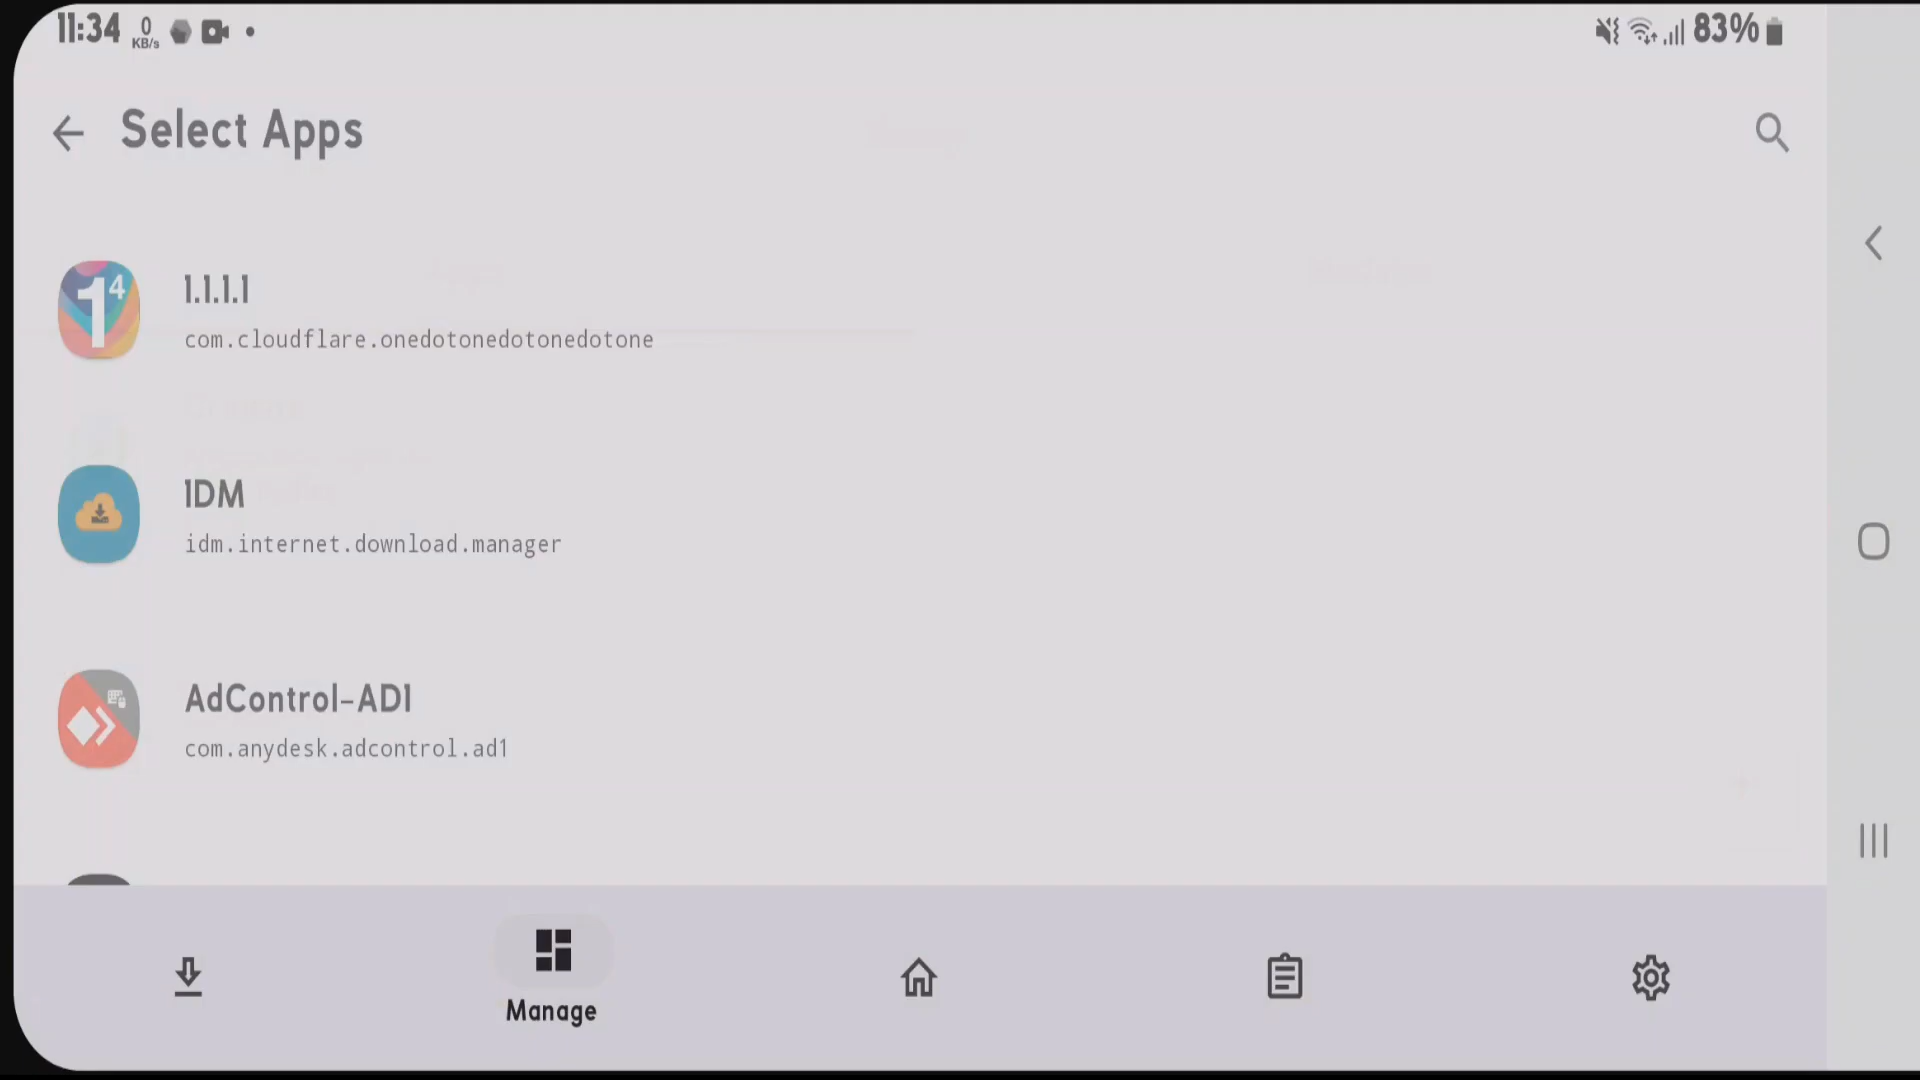 11:34 0 KB/s 83%
Select Apps
1.1.1.1
com.cloudflare.onedotonedotonedotone
1DM
idm.internet.download.manager
AdControl-AD1
com.anydesk.adcontrol.ad1
Manage